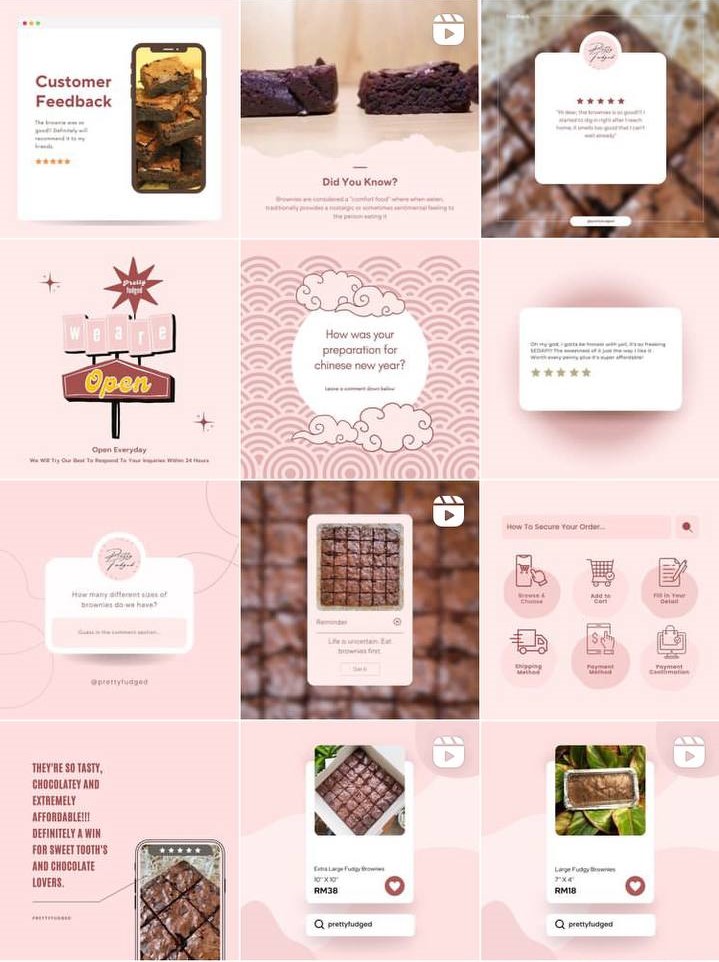 Customer
Feedback
The brownie was so
good!! Definitely will
recommend it to my
friends.
Did You Know?
Brownies are considered a "comfort food" where when eaten,
traditionally provides a nostalgic or sometimes sentimental feeling to
the person eating it
Pretty
Fudged
"Hi dear, the brownies is so good!!! I
started to dig in right after I reach
home, it smells too good that I can't
wait already"
@prettyfudged
Pretty
fudged
we are
Open
Open Everyday
We Will Try Our Best To Respond To Your Inquiries Within 24 Hours
How was your
preparation for
chinese new year?
Leave a comment down below
Oh my god, I gotta be honest with yall, it's so freaking
SEDAP!!! The sweetness of it just the way I like it
Worth every penny plus it's super affordable!
Pretty
Fudged
How many different sizes of
brownies do we have?
Guess in the comment section...
@prettyfudged
Reminder
Life is uncertain. Eat
brownies first.
Got it
How To Secure Your Order...
Browse &
Choose
Add to
Cart
Fill in Your
Detail
Shipping
Method
Payment
Method
Payment
Confirmation
THEY'RE SO TASTY,
CHOCOLATEY AND
EXTREMELY
AFFORDABLE!!!
DEFINITELY A WIN
FOR SWEET TOOTH'S
AND CHOCOLATE
LOVERS.
PRETTYFUDGED
Extra Large Fudgy Brownies
10" X 10"
RM38
prettyfudged
Large Fudgy Brownies
7" X 4"
RM18
prettyfudged